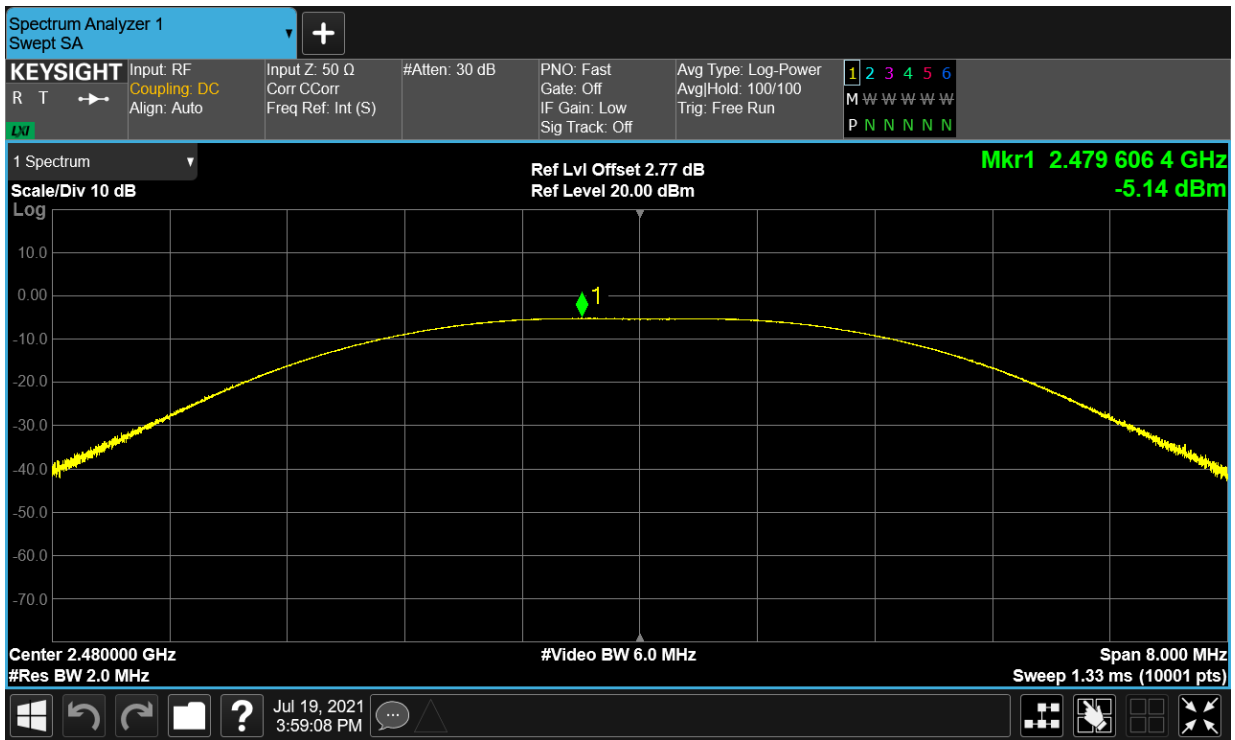 Spectrum Analyzer 1
Swept SA
KEYSIGHT
R T
LXI
Input: RF
Coupling: DC
Align: Auto
Input Z: 50 Ω
Corr CCorr
Freq Ref: Int (S)
#Atten: 30 dB
PNO: Fast
Gate: Off
IF Gain: Low
Sig Track: Off
Avg Type: Log-Power
Avg|Hold: 100/100
Trig: Free Run
1 2 3 4 5 6
M W W W W W
P N N N N N
1 Spectrum
Scale/Div 10 dB
Log
Ref Lvl Offset 2.77 dB
Ref Level 20.00 dBm
Mkr1 2.479 606 4 GHz
-5.14 dBm
10.0
0.00
-10.0
-20.0
-30.0
-40.0
-50.0
-60.0
-70.0
1
Center 2.480000 GHz
#Res BW 2.0 MHz
#Video BW 6.0 MHz
Span 8.000 MHz
Sweep 1.33 ms (10001 pts)
?
Jul 19, 2021
3:59:08 PM